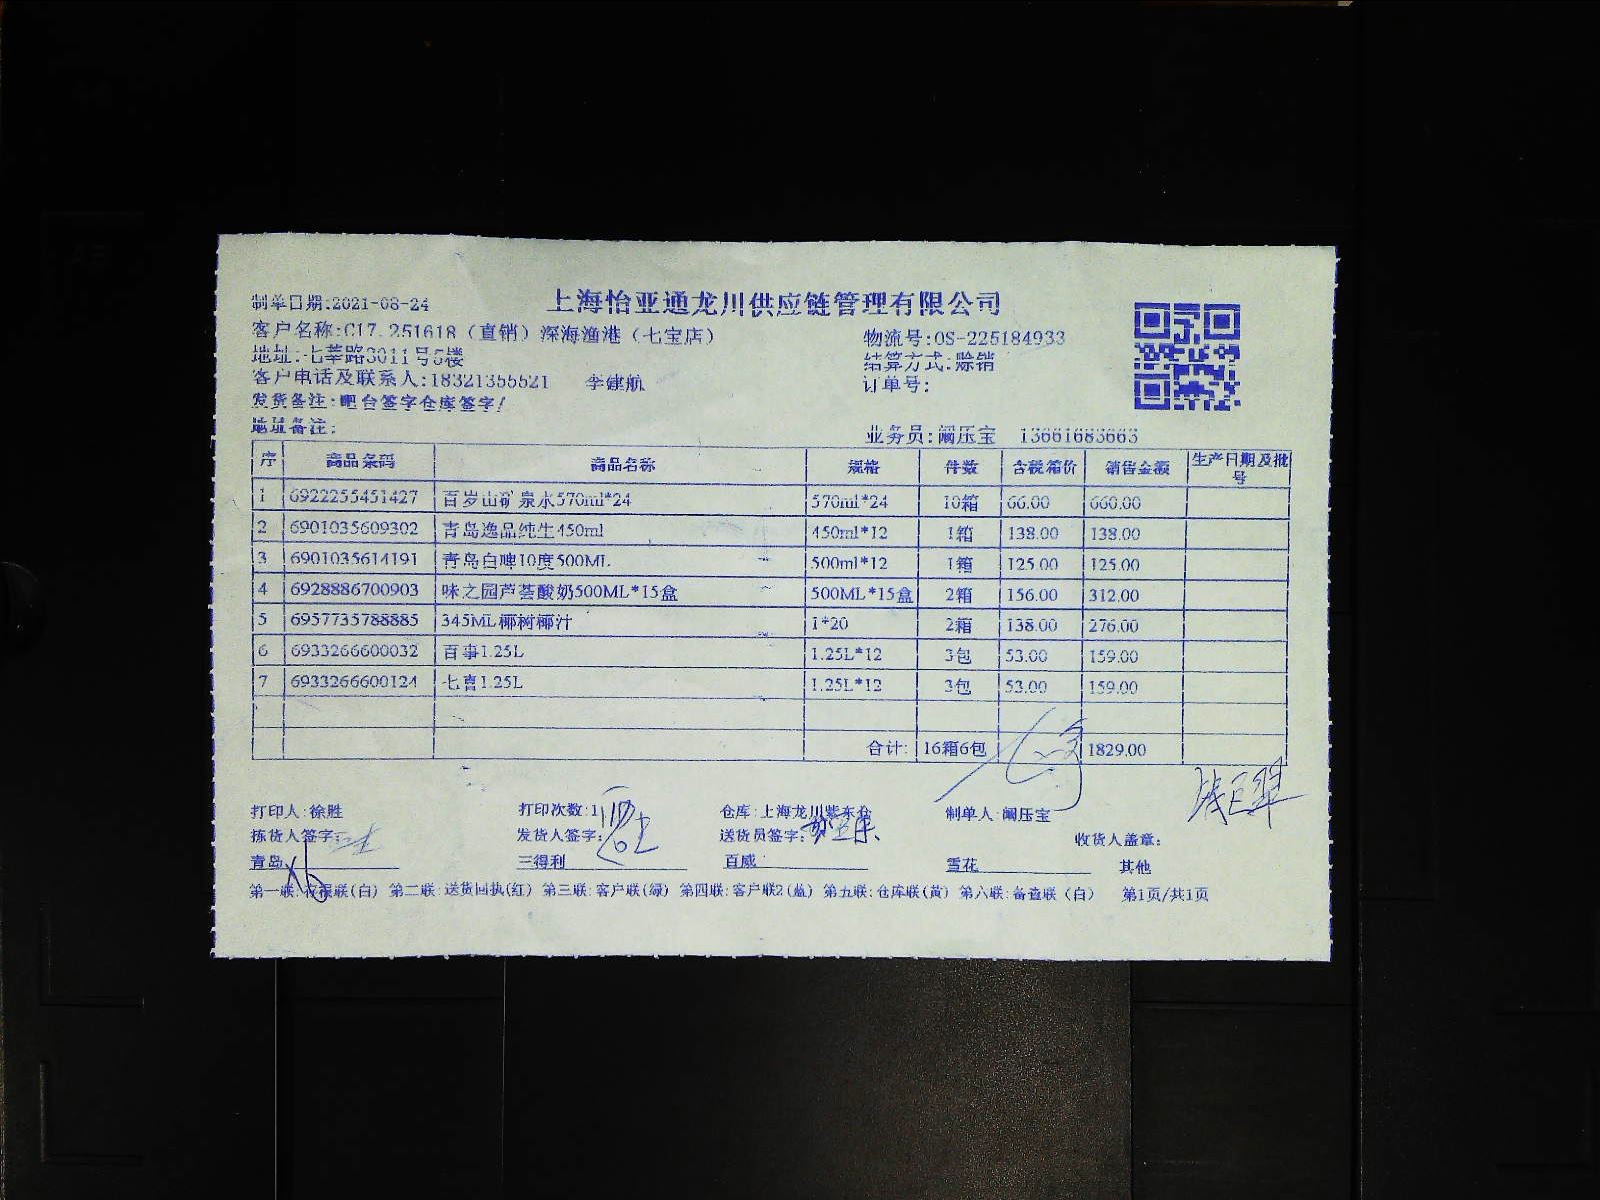 上海怡亚通龙川供应链管理有限公司
制单日期:2021-08-24
客户名称:C17.251618（直销）深海渔港（七宝店） 物流号:OS-225184933
地址:七莘路3011号5楼 结算方式:赊销
客户电话及联系人:18321355521 李建航 订单号:
发货备注:吧台签字仓库签字!
地址备注: 业务员:阚压宝 13661683663
序 商品条码 商品名称 规格 件数 含税箱价 销售金额 生产日期及批号
1 6922255451427 百岁山矿泉水570ml*24 570ml*24 10箱 66.00 660.00
2 6901035609302 青岛逸品纯生450ml 450ml*12 1箱 138.00 138.00
3 6901035614191 青岛白啤10度500ML 500ml*12 1箱 125.00 125.00
4 6928886700903 味之园芦荟酸奶500ML*15盒 500ML*15盒 2箱 156.00 312.00
5 6957735788885 345ML椰树椰汁 1*20 2箱 138.00 276.00
6 6933266600032 百事1.25L 1.25L*12 3包 53.00 159.00
7 6933266600124 七喜1.25L 1.25L*12 3包 53.00 159.00
合计: 16箱6包 1829.00
打印人:徐胜 打印次数:1 仓库:上海龙川紫东仓 制单人:阚压宝
拣货人签字: 发货人签字: 送货员签字: 收货人盖章:
青岛 三得利 百威 雪花 其他
第一联:核报联(白) 第二联:送货回执(红) 第三联:客户联(绿) 第四联:客户联2(蓝) 第五联:仓库联(黄) 第六联:备查联（白） 第1页/共1页